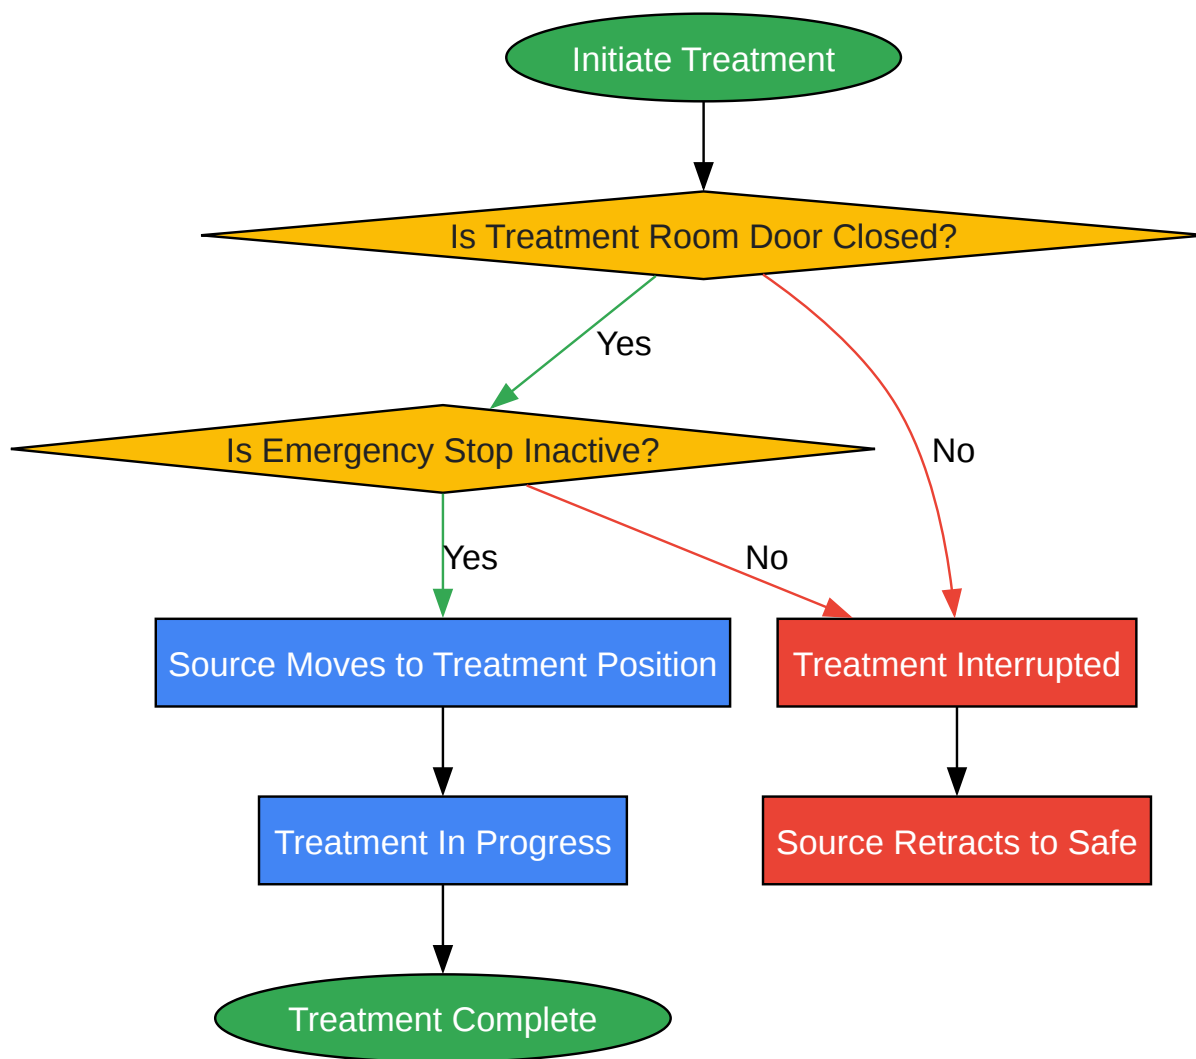 Initiate Treatment
Is Treatment Room Door Closed?
Yes
Is Emergency Stop Inactive?
No
Yes
No
Source Moves to Treatment Position
Treatment Interrupted
Treatment In Progress
Source Retracts to Safe
Treatment Complete